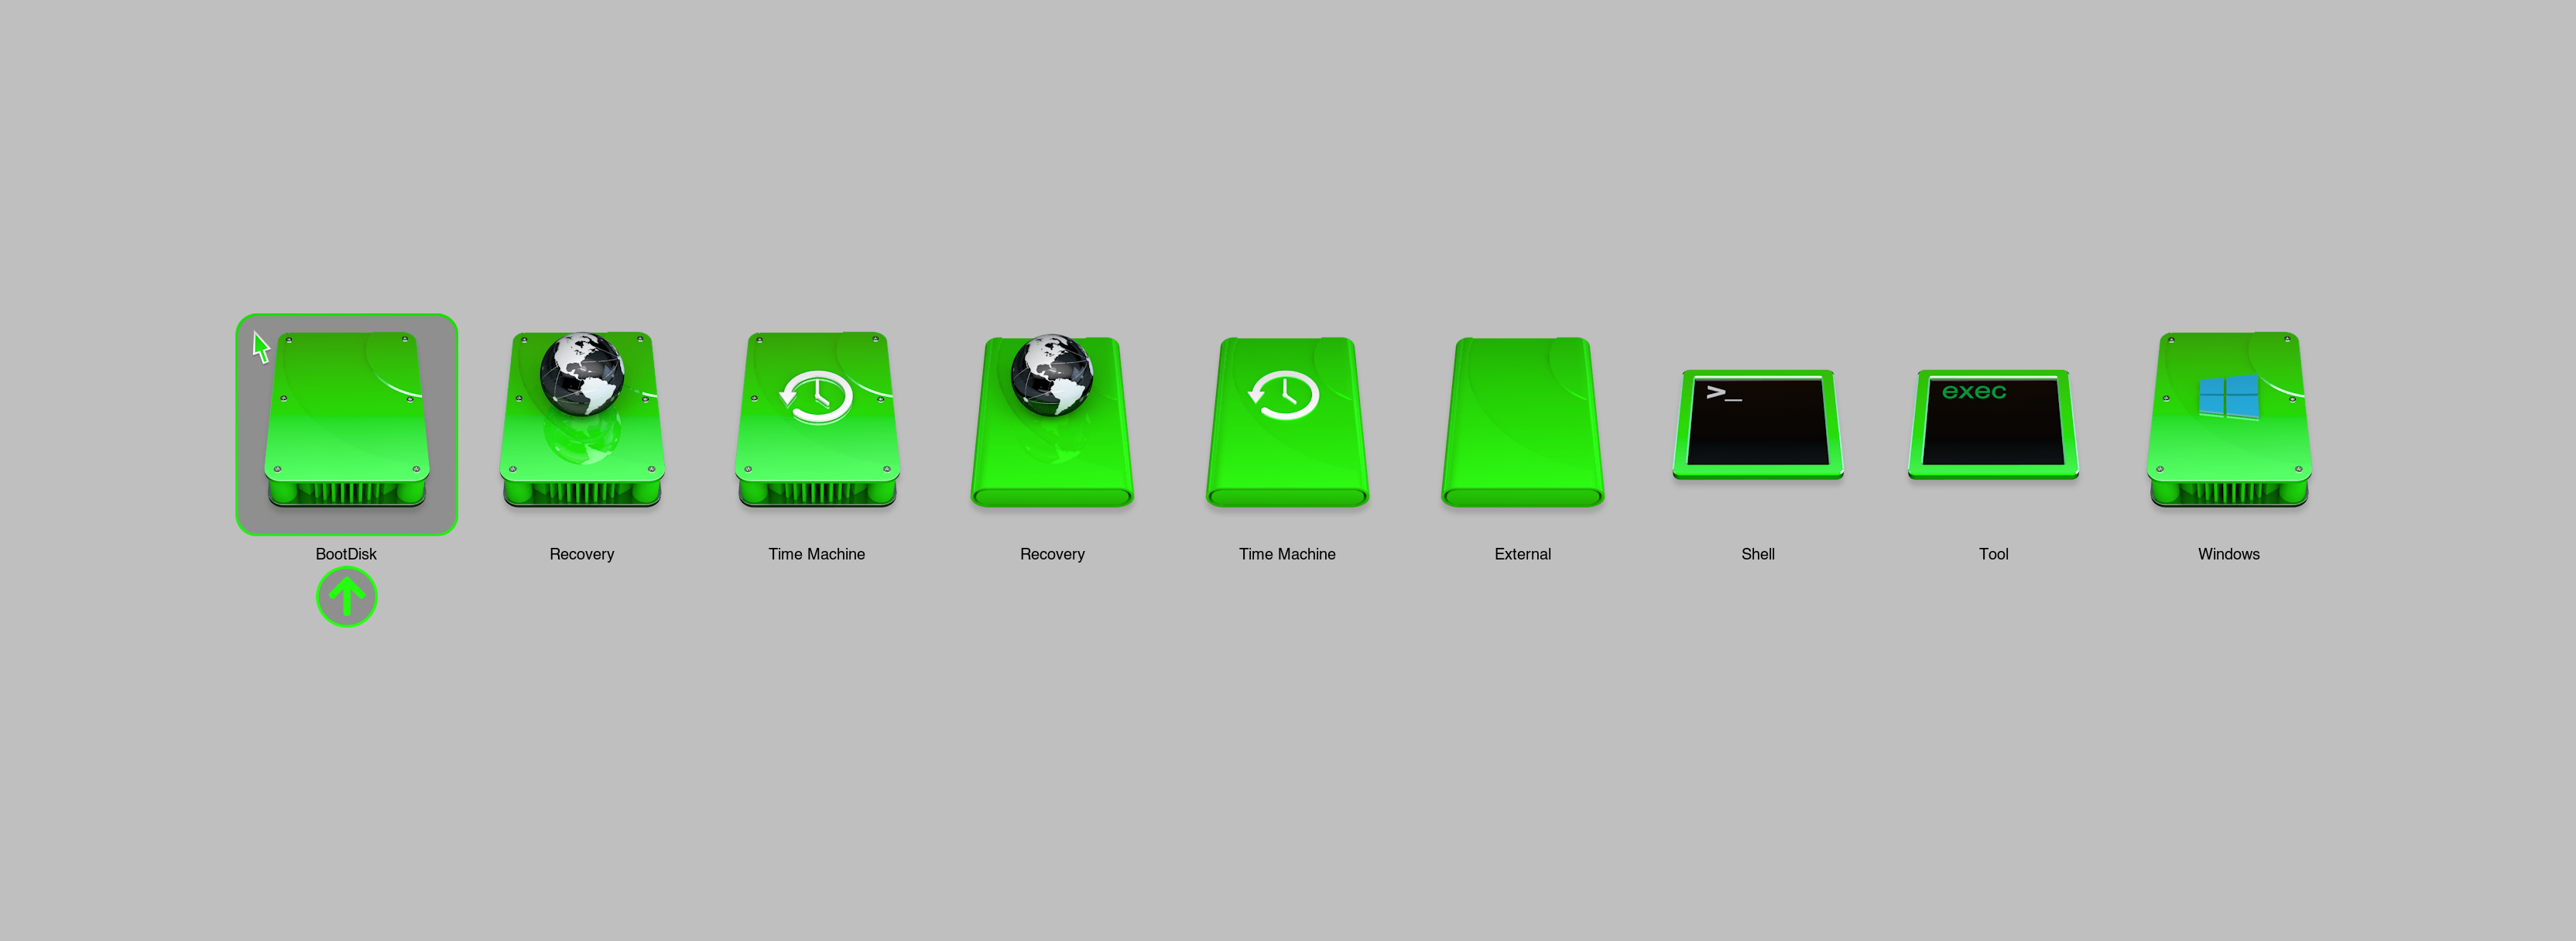 >_
exec
BootDisk
Recovery
Time Machine
Recovery
Time Machine
External
Shell
Tool
Windows